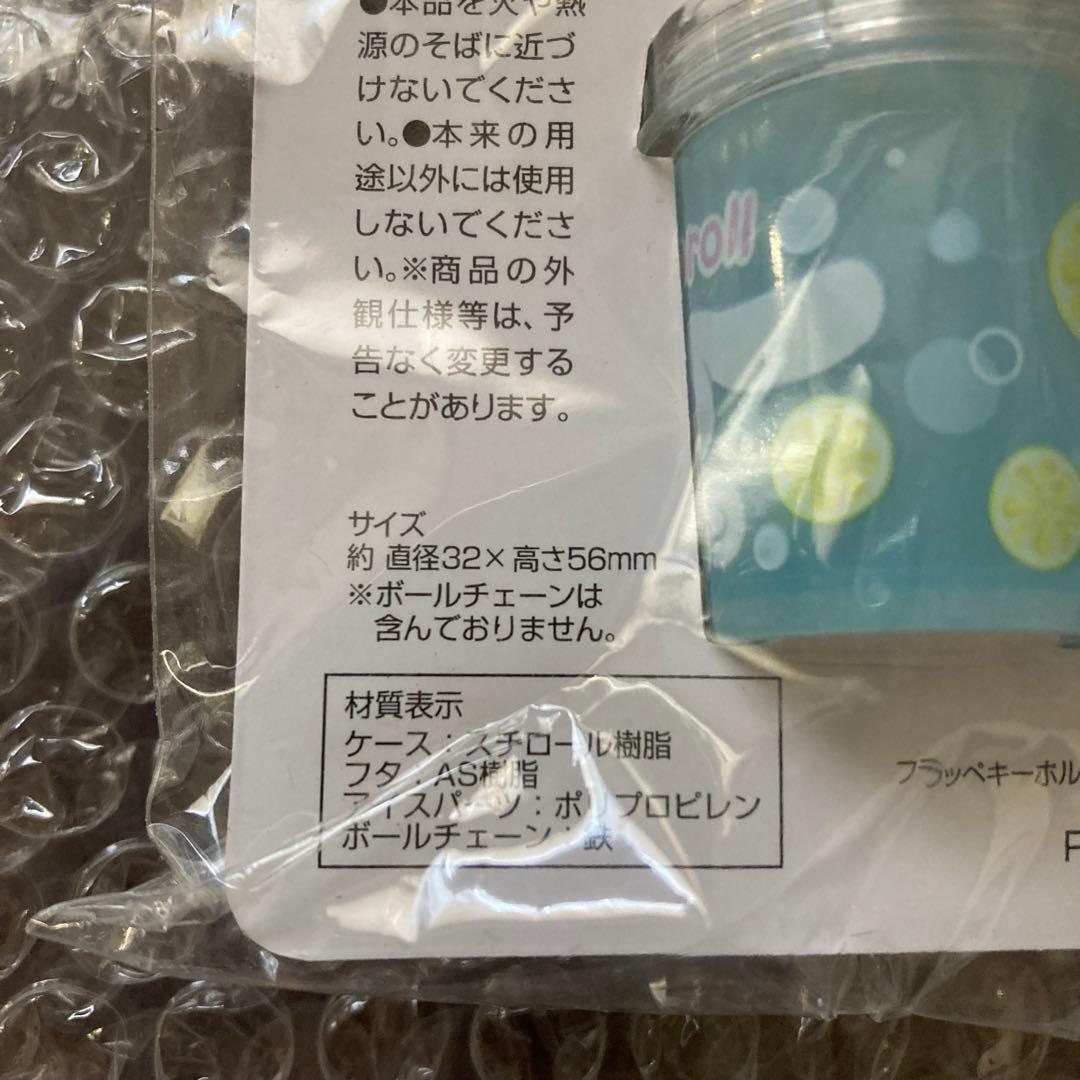 ●本品を火や熱
源のそばに近づ
けないでくださ
い。●本来の用
途以外には使用
しないでくださ
い。※商品の外
観仕様等は、予
告なく変更する
ことがあります。
サイズ
約 直径32×高さ56mm
※ボールチェーンは
含んでおりません。
材質表示
ケース：スチロール樹脂
フタ：AS樹脂
アイスパーツ：ポリプロピレン
ボールチェーン：鉄
roll
フラッペキーホル